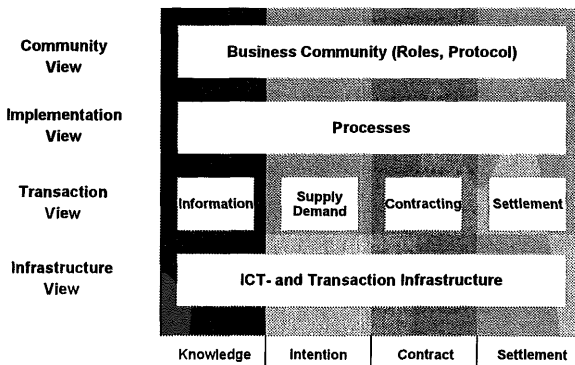 Community
View
Business Community (Roles, Protocol)
Implementation
View
Processes
Transaction
View
Information
Supply
Demand
Contracting
Settlement
Infrastructure
View
ICT- and Transaction Infrastructure
Knowledge
Intention
Contract
Settlement